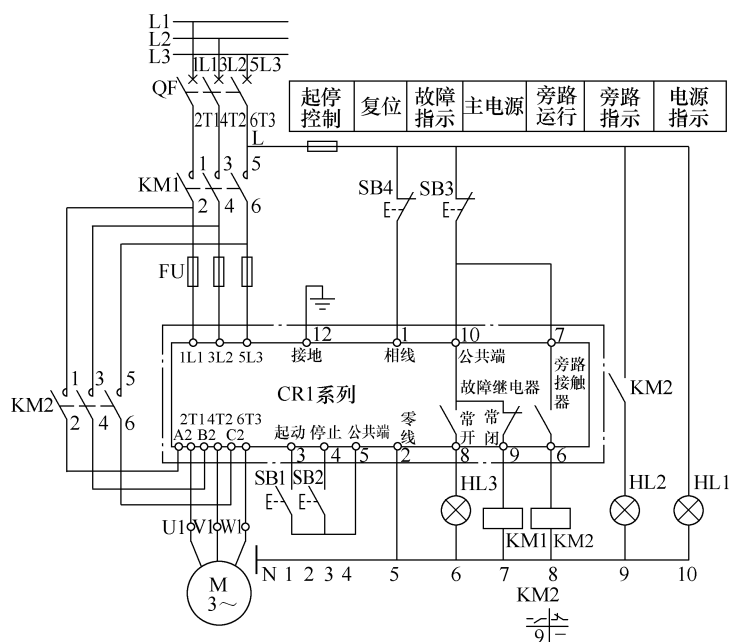 L1
L2
L3
1L1 3L2 5L3
QF
2T1 4T2 6T3
L
起停控制 复位 故障指示 主电源 旁路运行 旁路指示 电源指示
1 3 5
KM1
2 4 6
SB4
SB3
FU
12 1 10 7
1L1 3L2 5L3 接地 相线 公共端 旁路接触器
CR1系列
故障继电器
1 3 5
KM2
2 4 6
KM2
2T1 4T2 6T3
A2 B2 C2
起动 停止 公共端 零线 常开 常闭
3 4 5 2 8 9 6
SB1 SB2
HL3
HL2
HL1
U1 V1 W1
KM1
KM2
M
3～
N 1 2 3 4 5 6 7 8 9 10
KM2
9 –